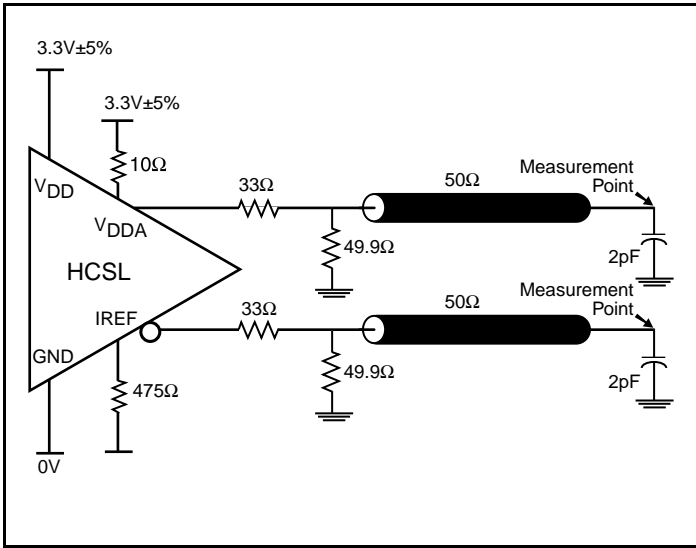 3.3V±5%
3.3V±5%
10Ω
VDD
VDDA
HCSL
IREF
GND
475Ω
0V
33Ω
49.9Ω
50Ω
Measurement
Point
2pF
33Ω
49.9Ω
50Ω
Measurement
Point
2pF